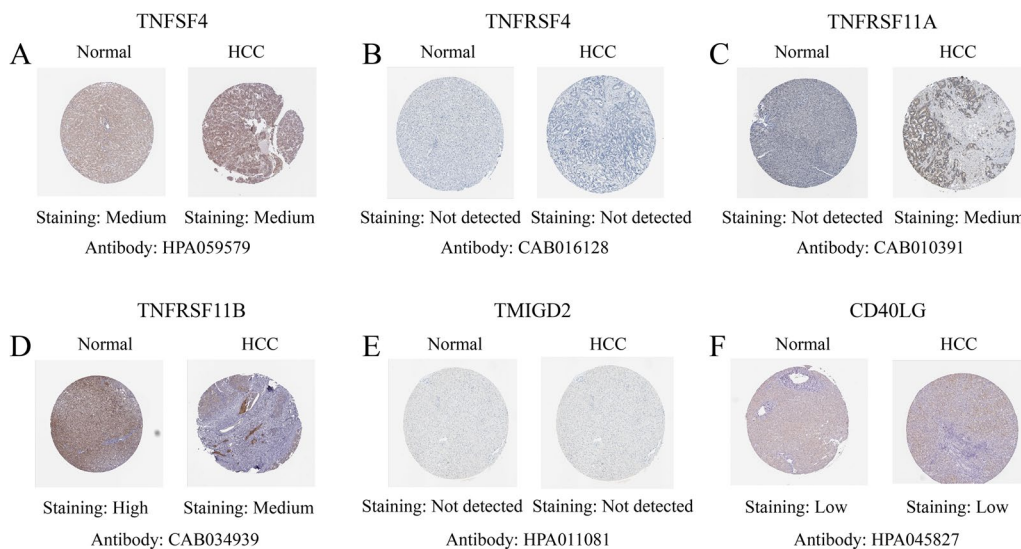 TNFSF4
TNFRSF4
TNFRSF11A
A
Normal
HCC
B
Normal
HCC
C
Normal
HCC
Staining: Medium
Staining: Medium
Staining: Not detected
Staining: Not detected
Staining: Not detected
Staining: Medium
Antibody: HPA059579
Antibody: CAB016128
Antibody: CAB010391
TNFRSF11B
TMIGD2
CD40LG
D
Normal
HCC
E
Normal
HCC
F
Normal
HCC
Staining: High
Staining: Medium
Staining: Not detected
Staining: Not detected
Staining: Low
Staining: Low
Antibody: CAB034939
Antibody: HPA011081
Antibody: HPA045827